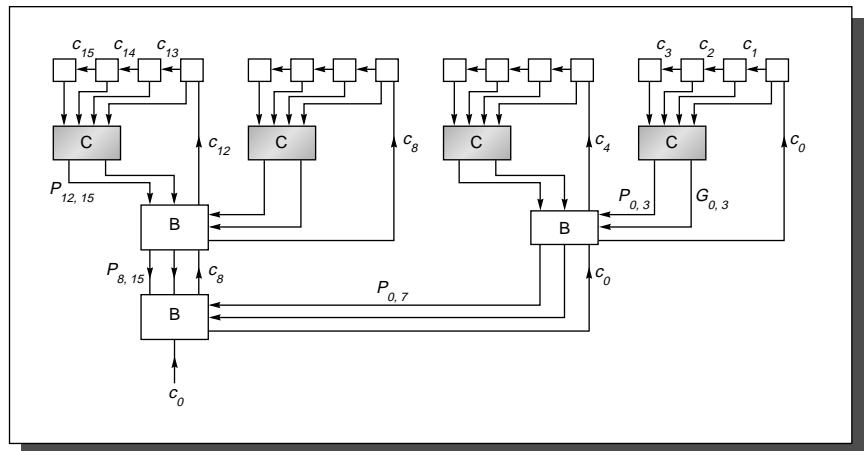 c15 c14 c13 c3 c2 c1
C C C C
c12 c8 c4 c0
P12, 15 P0, 3 G0, 3
B B
P8, 15 c8 c0
P0, 7
B
c0